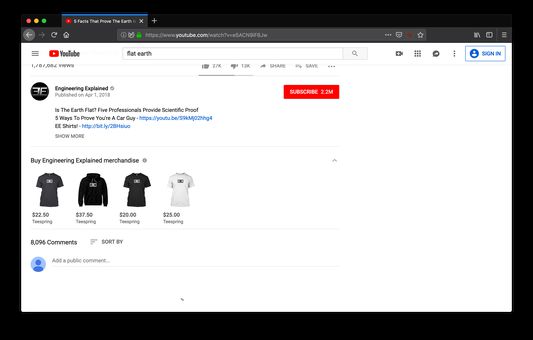 5 Facts That Prove The Earth I
https://www.youtube.com/watch?v=e5ACN9iF6Jw
YouTube
flat earth
SIGN IN
1,787,682 views
37K
13K
SHARE
SAVE
Engineering Explained
Published on Apr 1, 2018
SUBSCRIBE 2.2M
Is The Earth Flat? Five Professionals Provide Scientific Proof
5 Ways To Prove You're A Car Guy - https://youtu.be/S9kMj02hhg4
EE Shirts! - http://bit.ly/2BHsiuo
SHOW MORE
Buy Engineering Explained merchandise
$22.50
Teespring
$37.50
Teespring
$20.00
Teespring
$25.00
Teespring
8,096 Comments
SORT BY
Add a public comment...